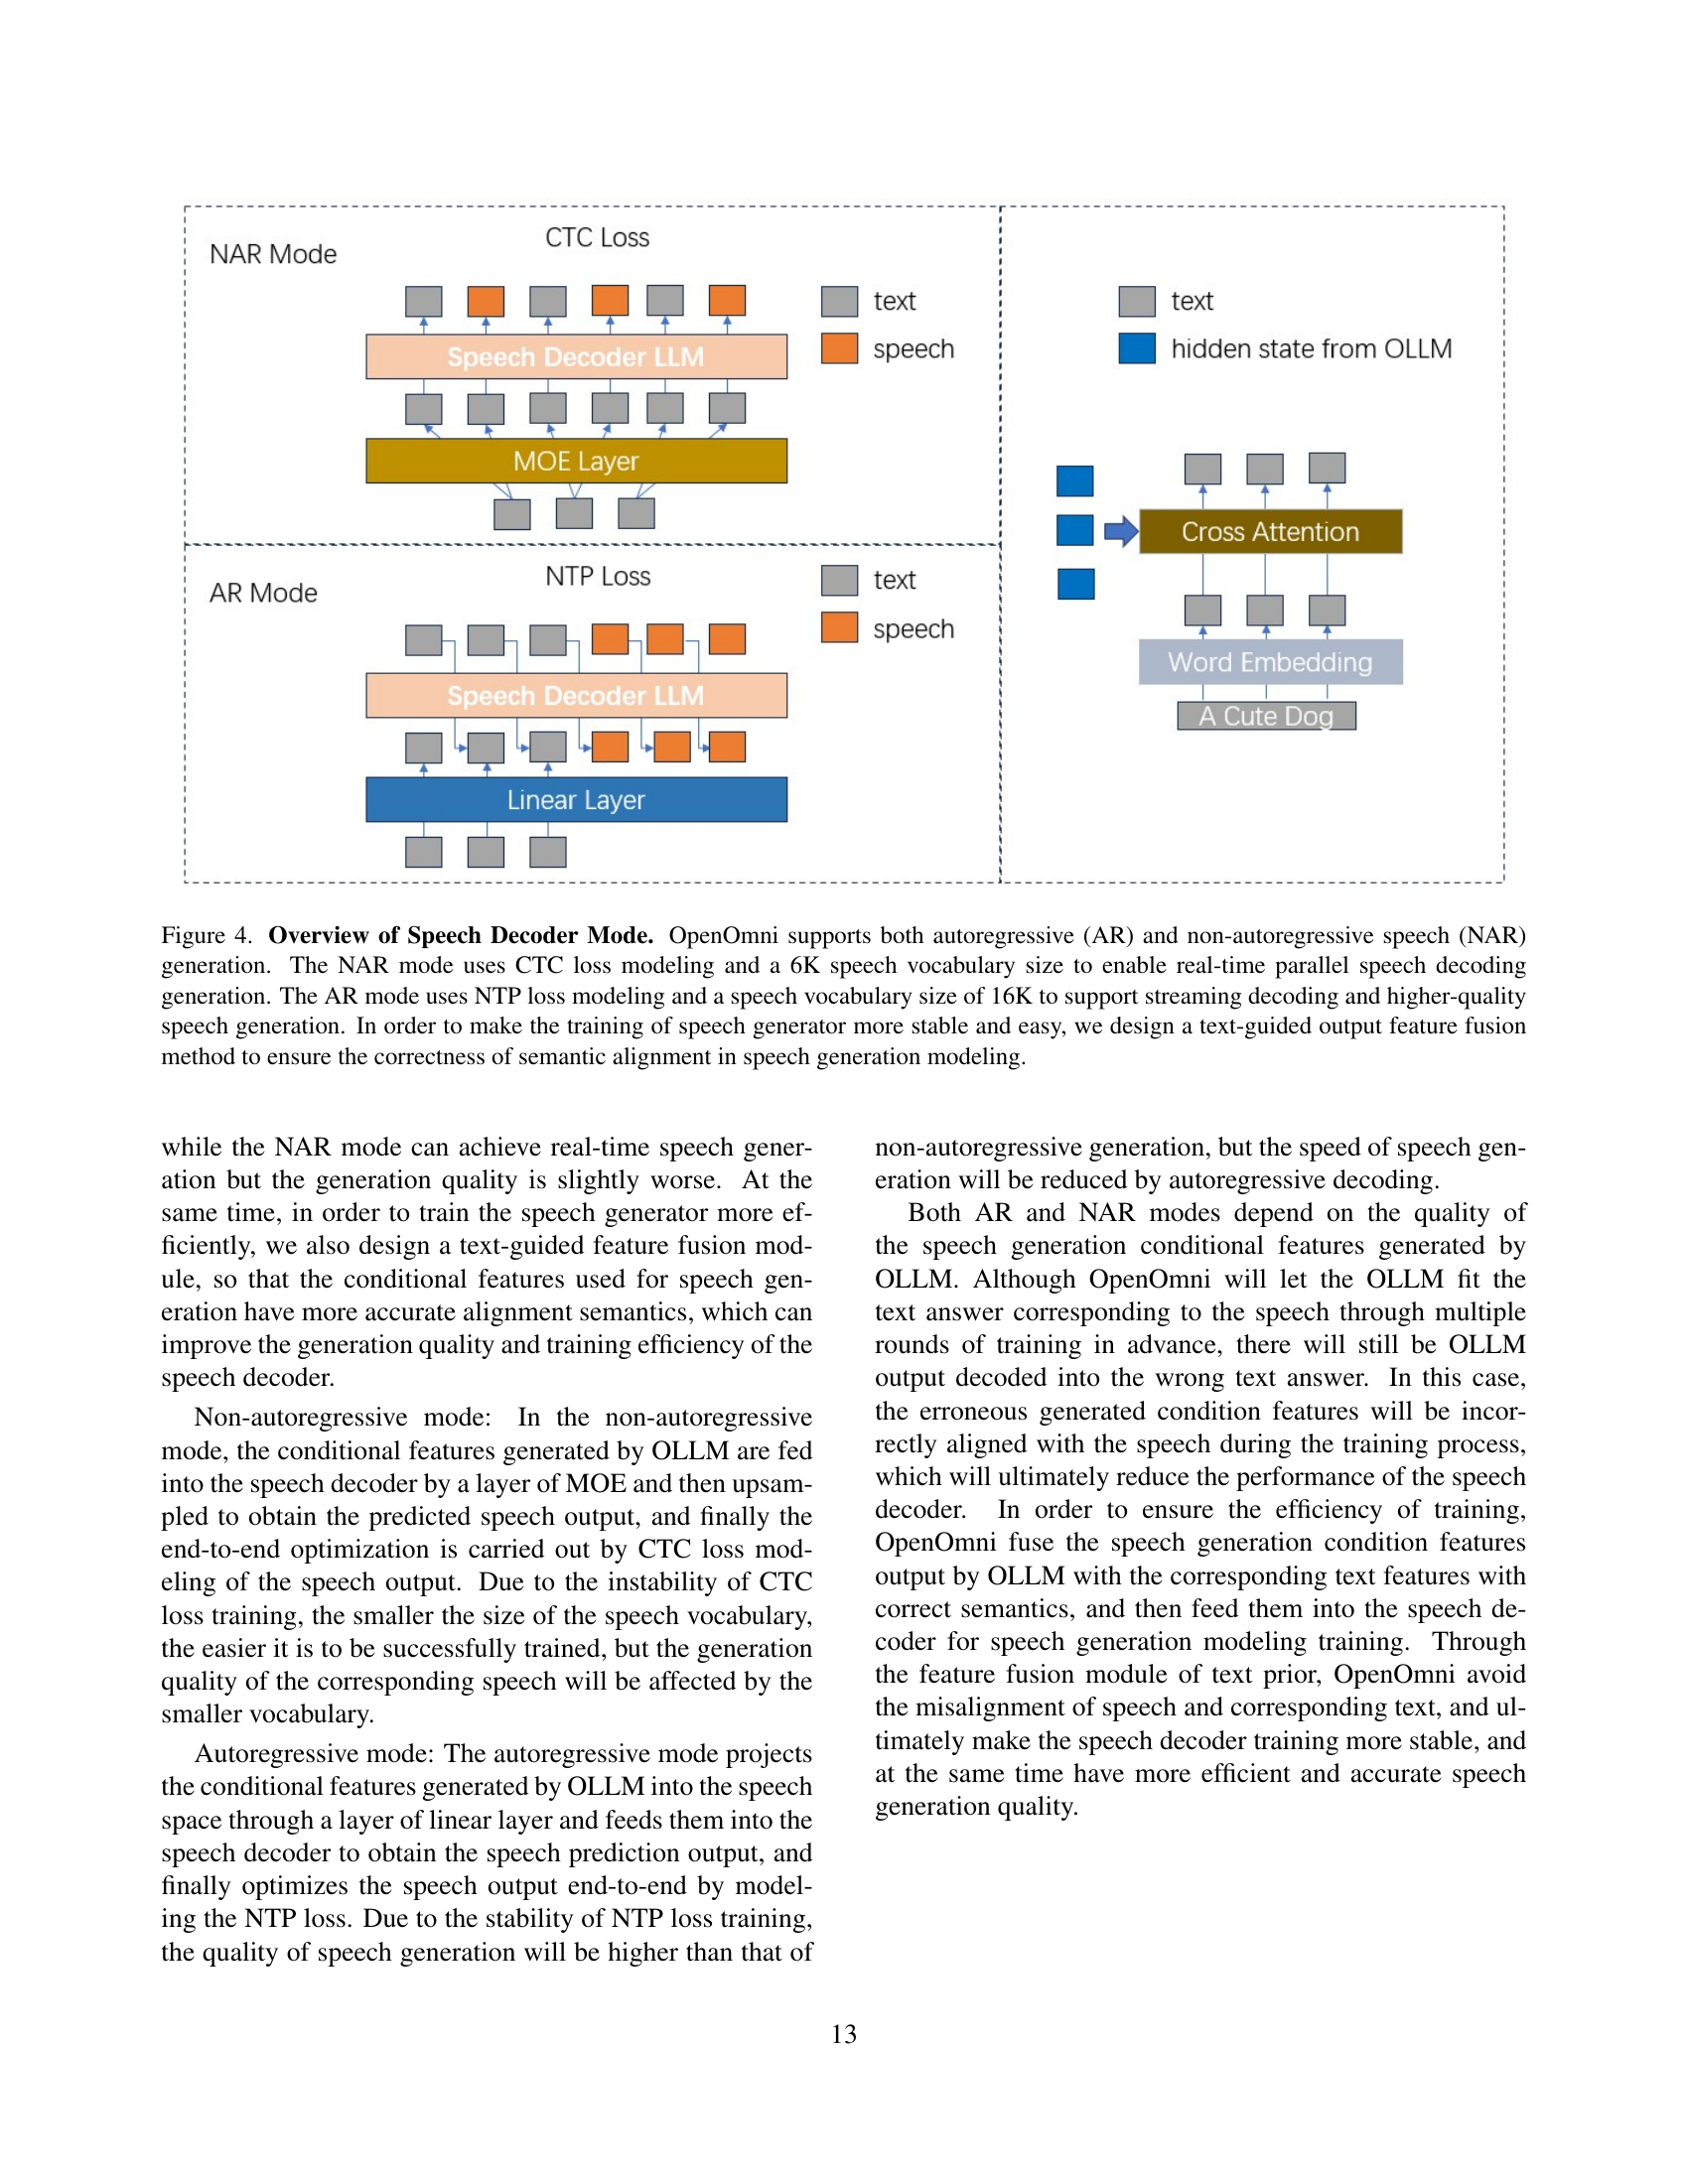 NAR Mode
CTC Loss
text
speech
Speech Decoder LLM
MOE Layer
AR Mode
NTP Loss
text
speech
Speech Decoder LLM
Linear Layer
text
hidden state from OLLM
Cross Attention
Word Embedding
A Cute Dog
Figure 4. Overview of Speech Decoder Mode. OpenOmni supports both autoregressive (AR) and non-autoregressive speech (NAR)
generation. The NAR mode uses CTC loss modeling and a 6K speech vocabulary size to enable real-time parallel speech decoding
generation. The AR mode uses NTP loss modeling and a speech vocabulary size of 16K to support streaming decoding and higher-quality
speech generation. In order to make the training of speech generator more stable and easy, we design a text-guided output feature fusion
method to ensure the correctness of semantic alignment in speech generation modeling.
while the NAR mode can achieve real-time speech gener-
ation but the generation quality is slightly worse. At the
same time, in order to train the speech generator more ef-
ficiently, we also design a text-guided feature fusion mod-
ule, so that the conditional features used for speech gen-
eration have more accurate alignment semantics, which can
improve the generation quality and training efficiency of the
speech decoder.
Non-autoregressive mode: In the non-autoregressive
mode, the conditional features generated by OLLM are fed
into the speech decoder by a layer of MOE and then upsam-
pled to obtain the predicted speech output, and finally the
end-to-end optimization is carried out by CTC loss mod-
eling of the speech output. Due to the instability of CTC
loss training, the smaller the size of the speech vocabulary,
the easier it is to be successfully trained, but the generation
quality of the corresponding speech will be affected by the
smaller vocabulary.
Autoregressive mode: The autoregressive mode projects
the conditional features generated by OLLM into the speech
space through a layer of linear layer and feeds them into the
speech decoder to obtain the speech prediction output, and
finally optimizes the speech output end-to-end by model-
ing the NTP loss. Due to the stability of NTP loss training,
the quality of speech generation will be higher than that of
non-autoregressive generation, but the speed of speech gen-
eration will be reduced by autoregressive decoding.
Both AR and NAR modes depend on the quality of
the speech generation conditional features generated by
OLLM. Although OpenOmni will let the OLLM fit the
text answer corresponding to the speech through multiple
rounds of training in advance, there will still be OLLM
output decoded into the wrong text answer. In this case,
the erroneous generated condition features will be incor-
rectly aligned with the speech during the training process,
which will ultimately reduce the performance of the speech
decoder. In order to ensure the efficiency of training,
OpenOmni fuse the speech generation condition features
output by OLLM with the corresponding text features with
correct semantics, and then feed them into the speech de-
coder for speech generation modeling training. Through
the feature fusion module of text prior, OpenOmni avoid
the misalignment of speech and corresponding text, and ul-
timately make the speech decoder training more stable, and
at the same time have more efficient and accurate speech
generation quality.
13